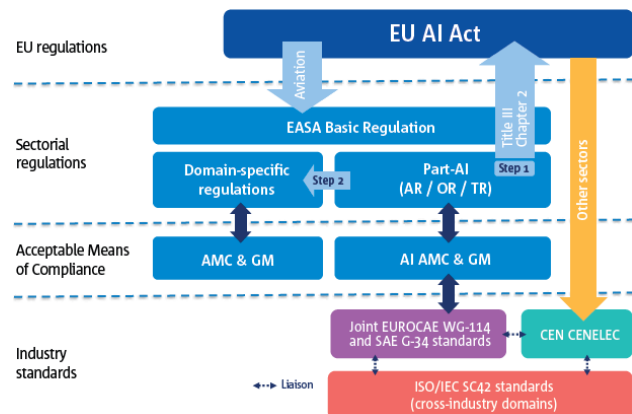 EU regulations
EU AI Act
Aviation
Title III
Chapter 2
Other sectors
Sectorial
regulations
EASA Basic Regulation
Domain-specific
regulations
Step 2
Part-AI
(AR / OR / TR)
Step 1
Acceptable Means
of Compliance
AMC & GM
AI AMC & GM
Industry
standards
Joint EUROCAE WG-114
and SAE G-34 standards
CEN CENELEC
Liaison
ISO/IEC SC42 standards
(cross-industry domains)